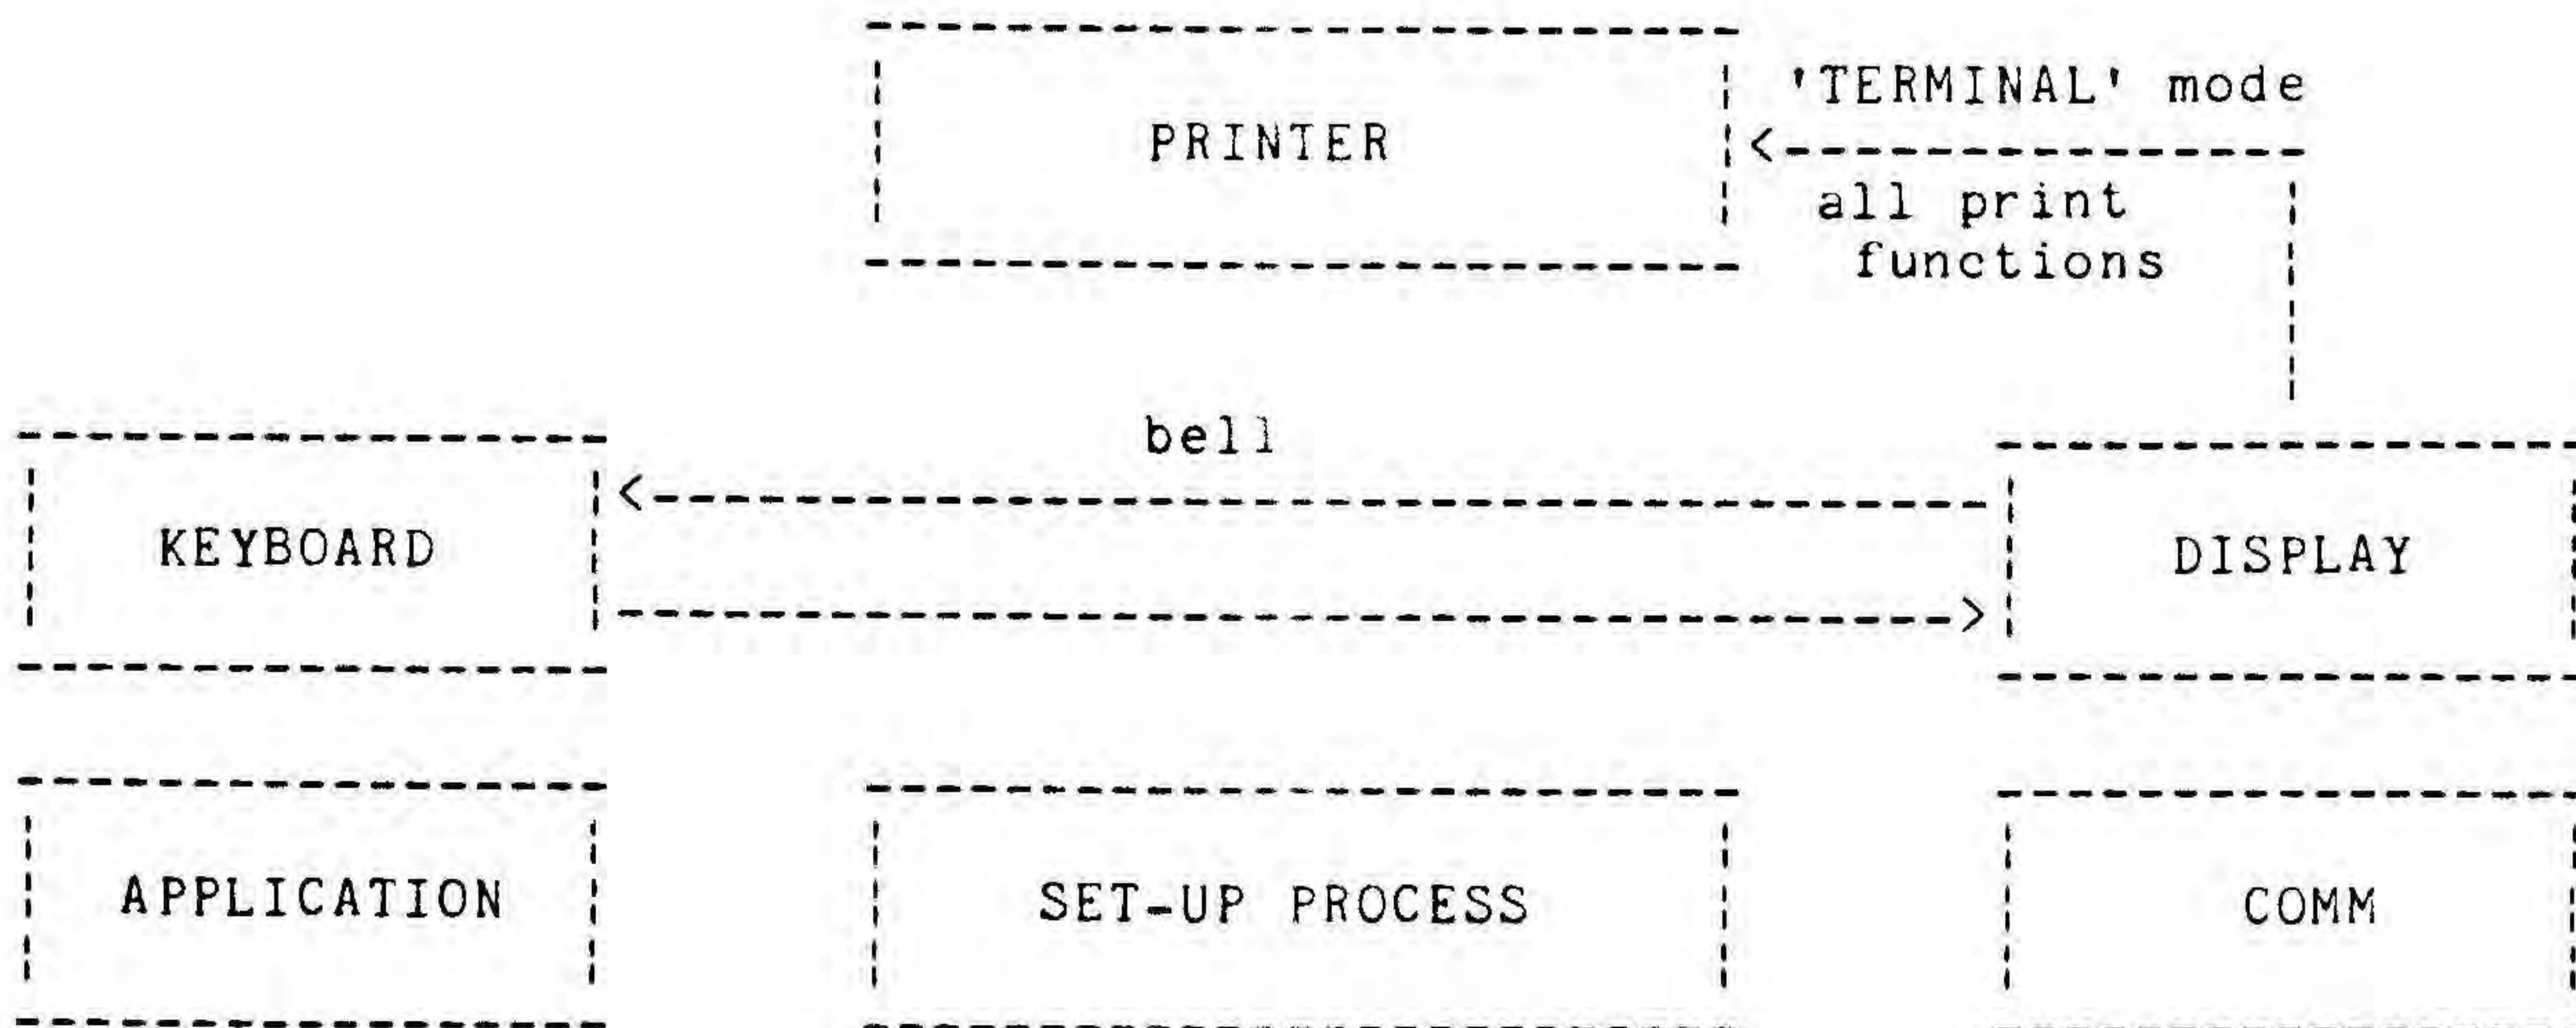 'TERMINAL' mode
PRINTER
all print
functions
bell
KEYBOARD
DISPLAY
APPLICATION
SET-UP PROCESS
COMM